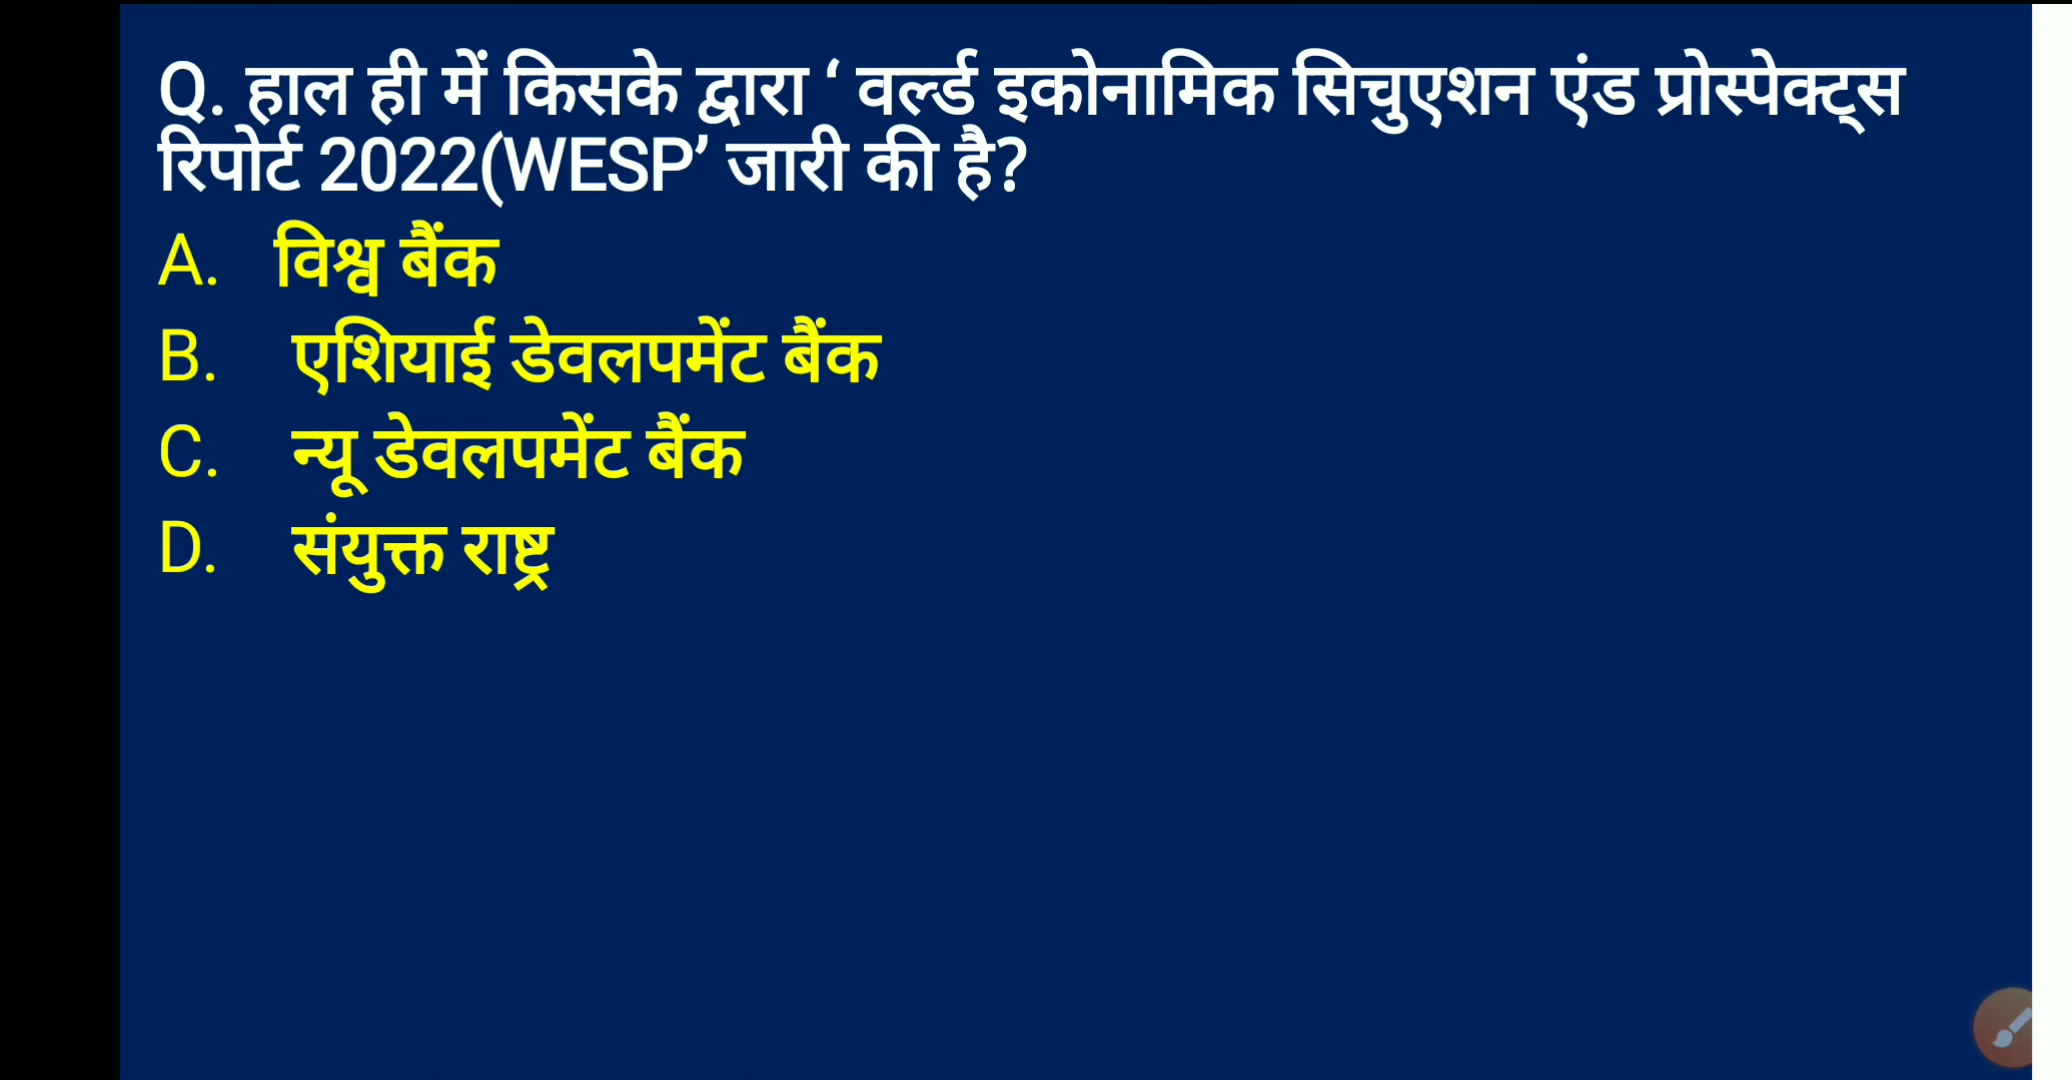 Q. हाल ही में किसके द्वारा ‘ वर्ल्ड इकोनामिक सिचुएशन एंड प्रोस्पेक्ट्स
रिपोर्ट 2022(WESP’ जारी की है?
A. विश्व बैंक
B. एशियाई डेवलपमेंट बैंक
C. न्यू डेवलपमेंट बैंक
D. संयुक्त राष्ट्र